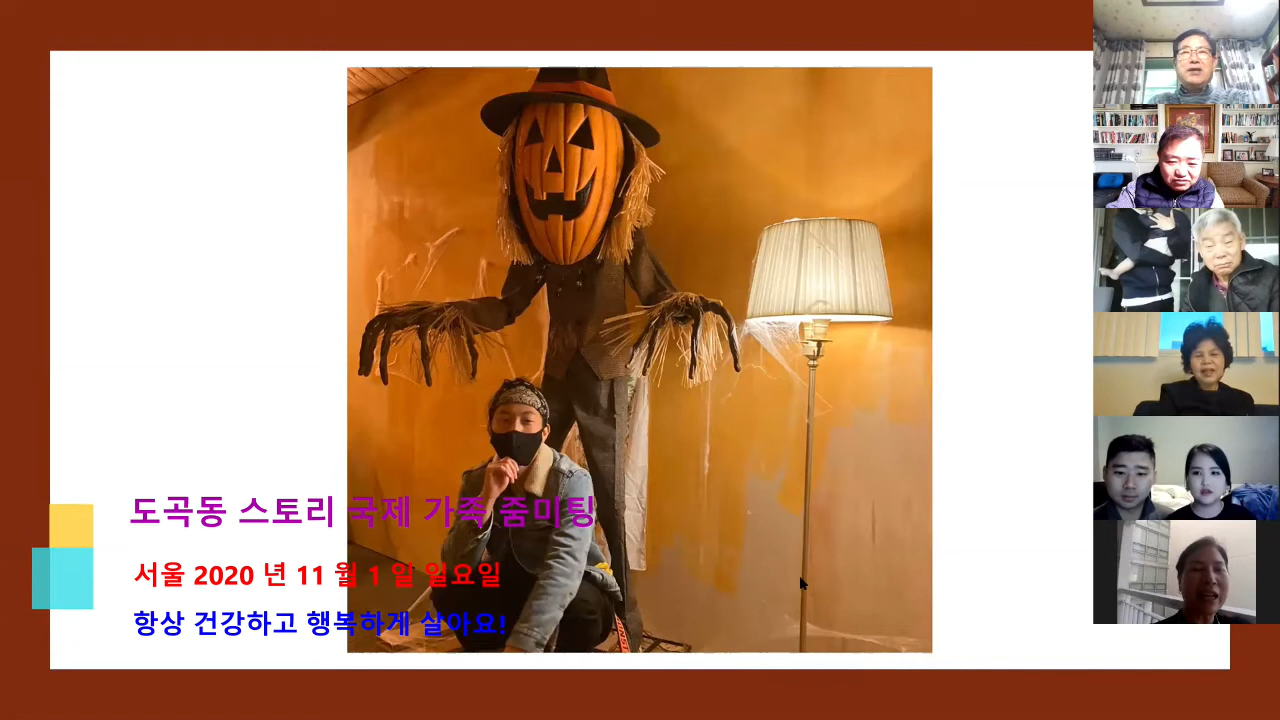 도곡동 스토리 국제 가족 줌미팅
서울 2020 년 11 월 1 일 일요일
항상 건강하고 행복하게 살아요!